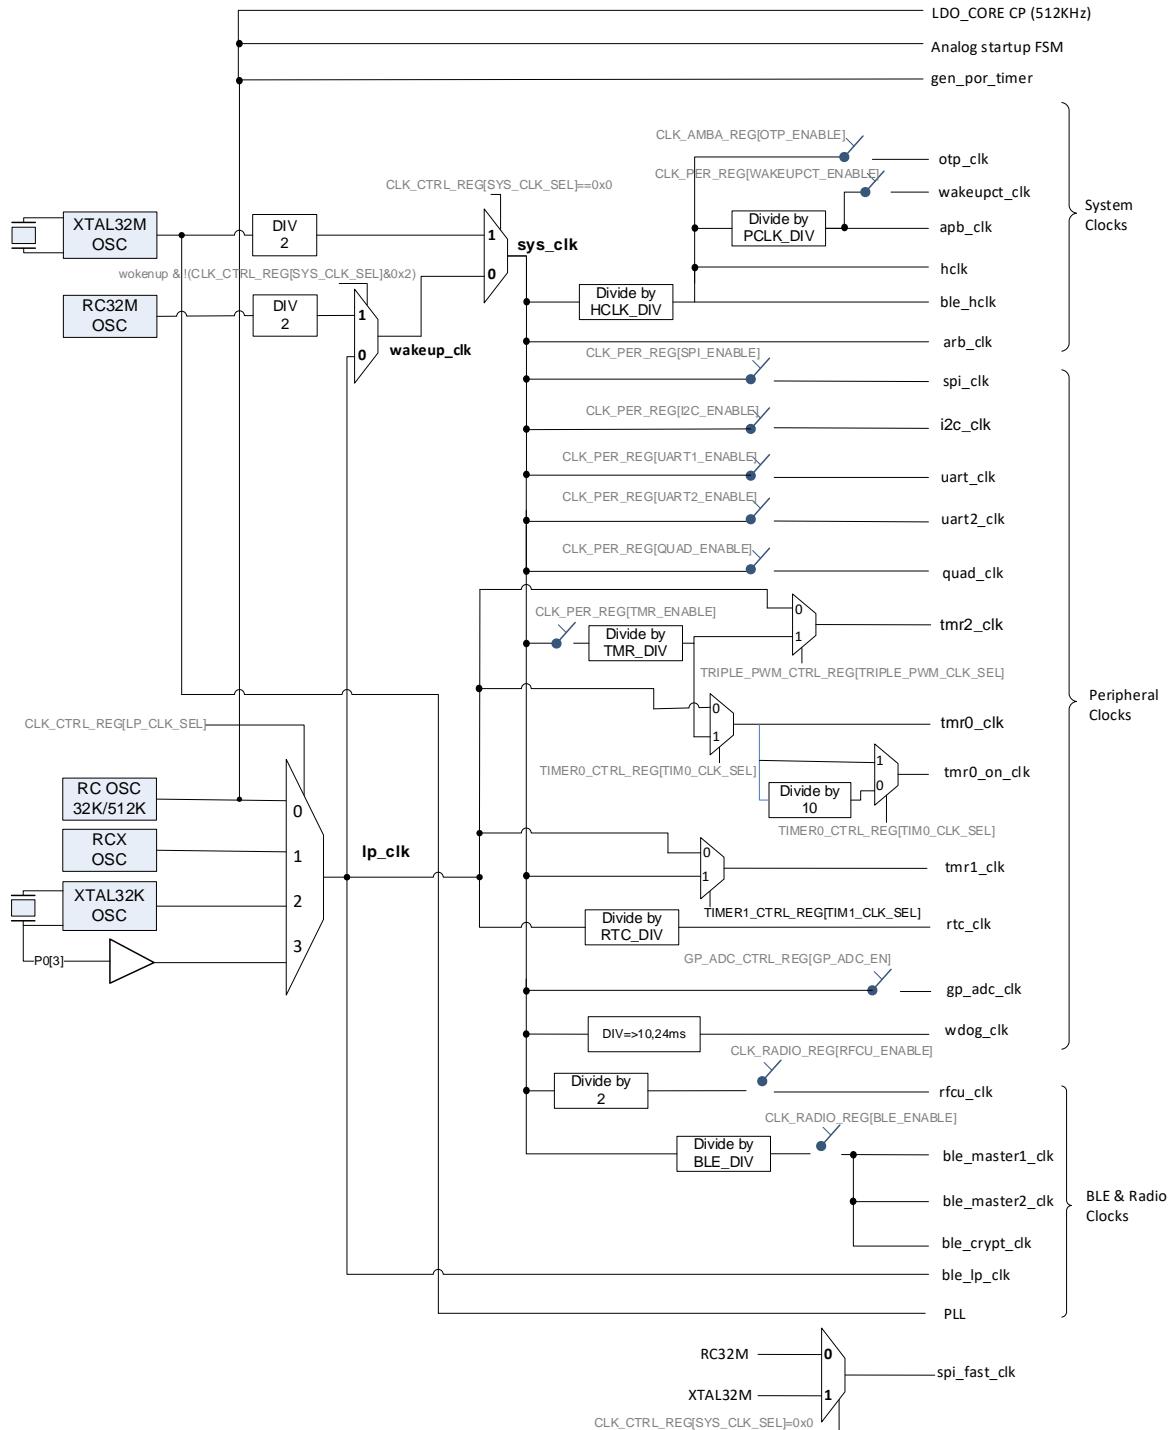 LDO_CORE CP (512KHz)
Analog startup FSM
gen_por_timer
CLK_AMBA_REG[OTP_ENABLE]
otp_clk
CLK_PER_REG[WAKEUPCT_ENABLE]
wakeupct_clk
CLK_CTRL_REG[SYS_CLK_SEL]==0x0
System
Clocks
XTAL32M
OSC
DIV
2
1
sys_clk
Divide by
PCLK_DIV
apb_clk
wokenup & !(CLK_CTRL_REG[SYS_CLK_SEL]&0x2)
0
hclk
RC32M
OSC
DIV
2
1
Divide by
HCLK_DIV
ble_hclk
0
wakeup_clk
arb_clk
CLK_PER_REG[SPI_ENABLE]
spi_clk
CLK_PER_REG[I2C_ENABLE]
i2c_clk
CLK_PER_REG[UART1_ENABLE]
uart_clk
CLK_PER_REG[UART2_ENABLE]
uart2_clk
CLK_PER_REG[QUAD_ENABLE]
quad_clk
CLK_PER_REG[TMR_ENABLE]
0
tmr2_clk
Divide by
TMR_DIV
1
TRIPLE_PWM_CTRL_REG[TRIPLE_PWM_CLK_SEL]
Peripheral
Clocks
CLK_CTRL_REG[LP_CLK_SEL]
0
tmr0_clk
1
TIMER0_CTRL_REG[TIM0_CLK_SEL]
1
tmr0_on_clk
0
Divide by
10
TIMER0_CTRL_REG[TIM0_CLK_SEL]
RC OSC
32K/512K
0
RCX
OSC
1
lp_clk
0
tmr1_clk
1
XTAL32K
OSC
2
TIMER1_CTRL_REG[TIM1_CLK_SEL]
Divide by
RTC_DIV
rtc_clk
3
P0[3]
GP_ADC_CTRL_REG[GP_ADC_EN]
gp_adc_clk
DIV=>10,24ms
wdog_clk
CLK_RADIO_REG[RFCU_ENABLE]
Divide by
2
rfcu_clk
CLK_RADIO_REG[BLE_ENABLE]
Divide by
BLE_DIV
ble_master1_clk
ble_master2_clk
BLE & Radio
Clocks
ble_crypt_clk
ble_lp_clk
PLL
RC32M
0
spi_fast_clk
XTAL32M
1
CLK_CTRL_REG[SYS_CLK_SEL]=0x0